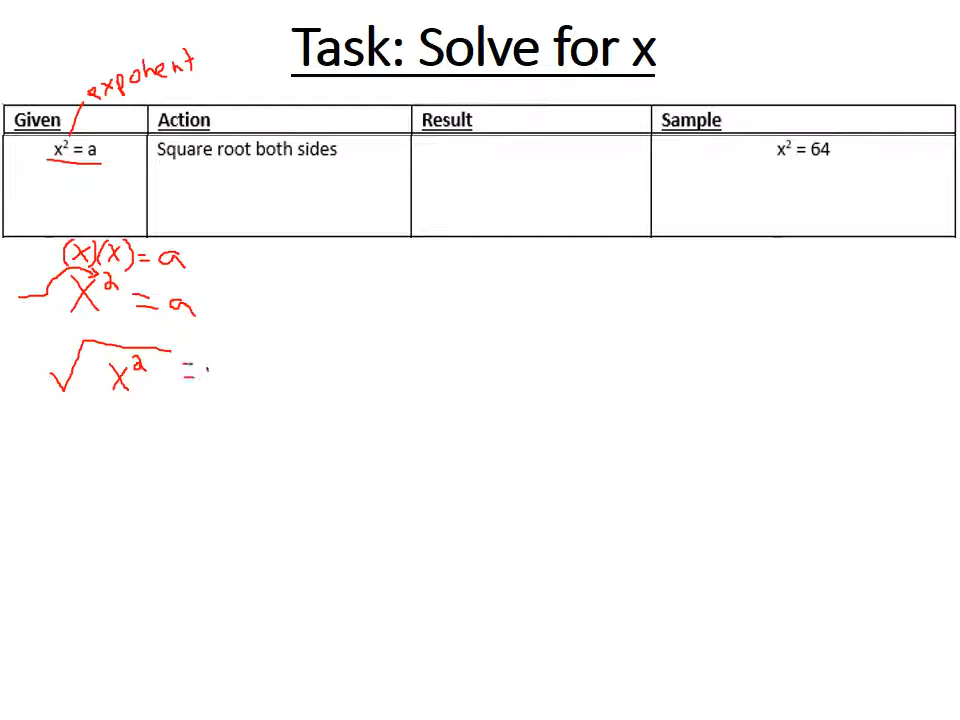 Task: Solve for x
exponent
Given Action Result Sample
x² = a Square root both sides x² = 64
(x)(x) = a
x² = a
√x² =